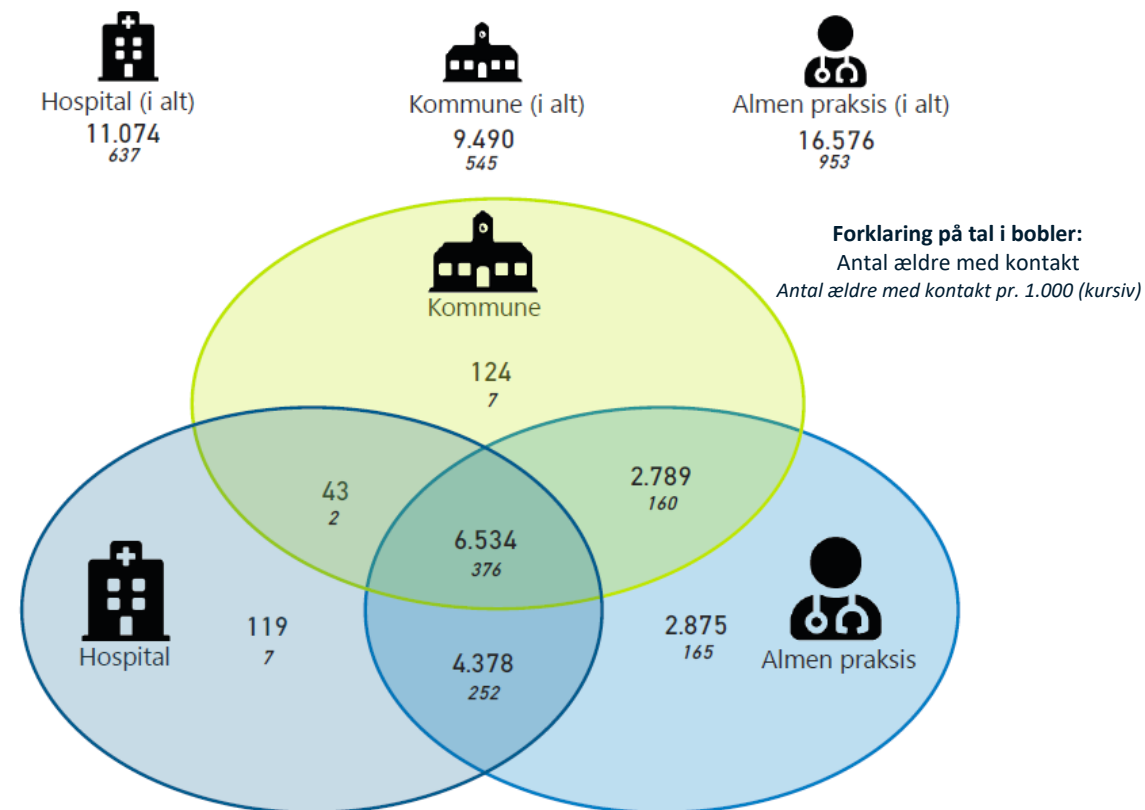 Hospital (i alt)
11.074
637
Kommune (i alt)
9.490
545
Almen praksis (i alt)
16.576
953
Forklaring på tal i bobler:
Antal ældre med kontakt
Antal ældre med kontakt pr. 1.000 (kursiv)
Kommune
124
7
43
2
2.789
160
6.534
376
Hospital
119
7
4.378
252
2.875
165
Almen praksis